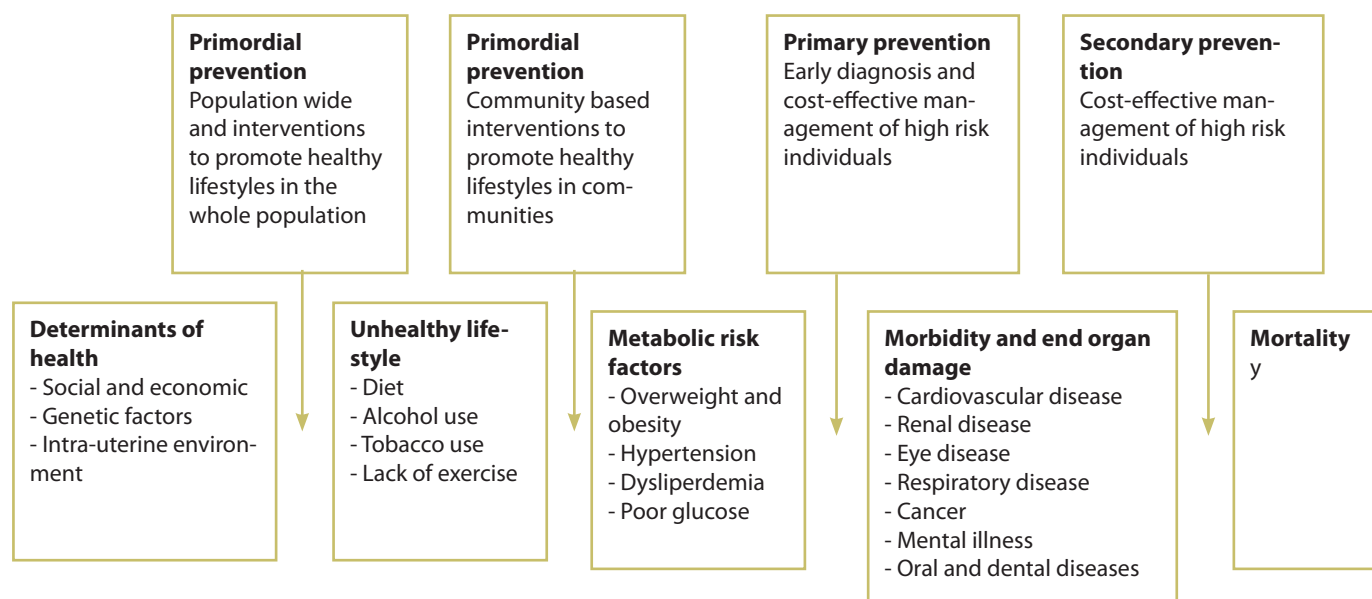 Primordial
prevention
Population wide
and interventions
to promote healthy
lifestyles in the
whole population
Primordial
prevention
Community based
interventions to
promote healthy
lifestyles in com-
munities
Primary prevention
Early diagnosis and
cost-effective man-
agement of high risk
individuals
Secondary preven-
tion
Cost-effective man-
agement of high risk
individuals
Determinants of
health
- Social and economic
- Genetic factors
- Intra-uterine environ-
ment
Unhealthy life-
style
- Diet
- Alcohol use
- Tobacco use
- Lack of exercise
Metabolic risk
factors
- Overweight and
obesity
- Hypertension
- Dysliperdemia
- Poor glucose
Morbidity and end organ
damage
- Cardiovascular disease
- Renal disease
- Eye disease
- Respiratory disease
- Cancer
- Mental illness
- Oral and dental diseases
Mortality
y